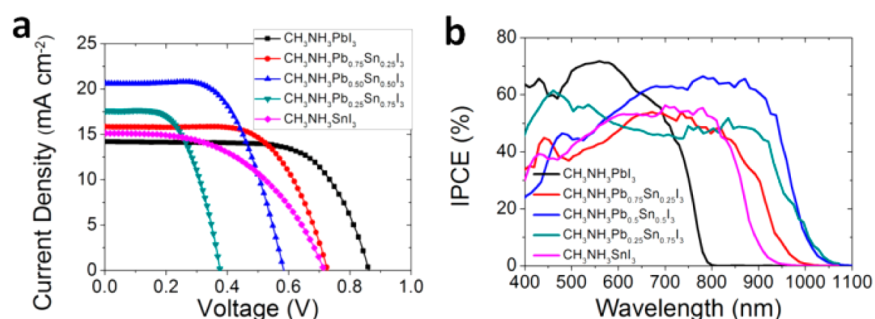 a
25
20
15
10
5
0
Current Density (mA cm⁻²)
0.0 0.2 0.4 0.6 0.8 1.0
Voltage (V)
CH₃NH₃PbI₃
CH₃NH₃Pb₀.₇₅Sn₀.₂₅I₃
CH₃NH₃Pb₀.₅₀Sn₀.₅₀I₃
CH₃NH₃Pb₀.₂₅Sn₀.₇₅I₃
CH₃NH₃SnI₃
b
80
60
40
20
0
IPCE (%)
400 500 600 700 800 900 1000 1100
Wavelength (nm)
CH₃NH₃PbI₃
CH₃NH₃Pb₀.₇₅Sn₀.₂₅I₃
CH₃NH₃Pb₀.₅Sn₀.₅I₃
CH₃NH₃Pb₀.₂₅Sn₀.₇₅I₃
CH₃NH₃SnI₃